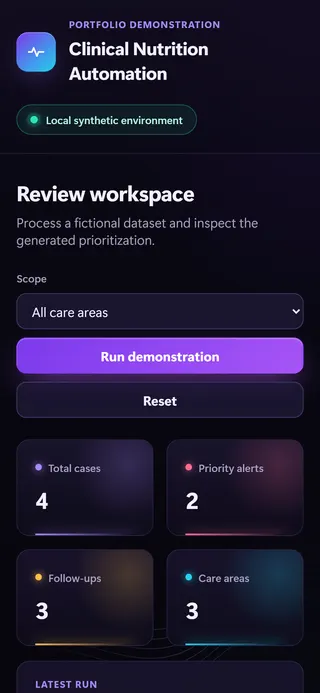 PORTFOLIO DEMONSTRATION
Clinical Nutrition
Automation
Local synthetic environment
Review workspace
Process a fictional dataset and inspect the
generated prioritization.
Scope
All care areas
Run demonstration
Reset
Total cases
4
Priority alerts
2
Follow-ups
3
Care areas
3
LATEST RUN